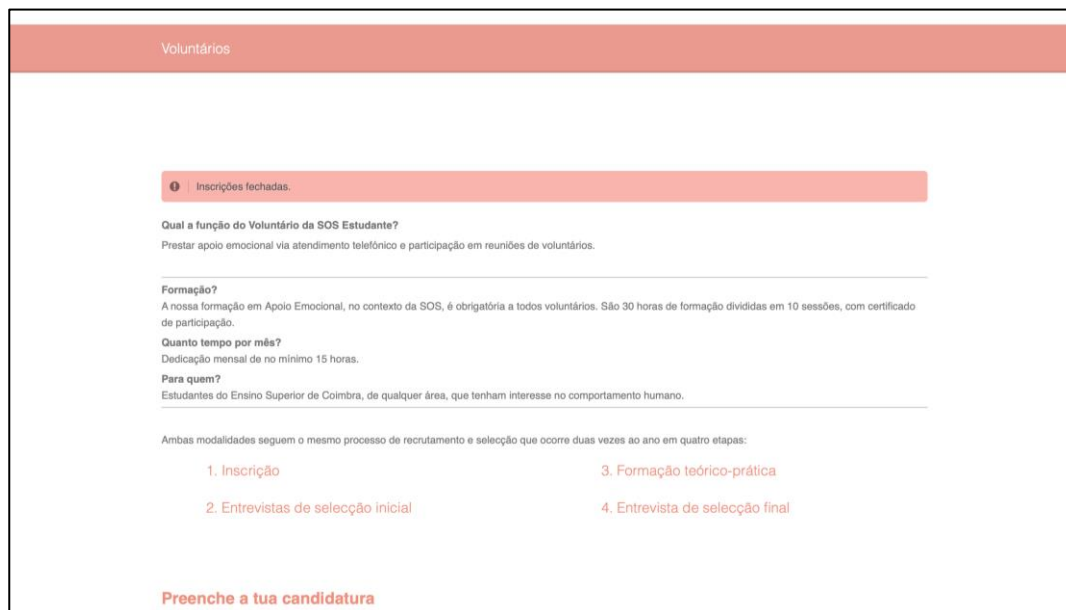 Voluntários
Inscrições fechadas.
Qual a função do Voluntário da SOS Estudante?
Prestar apoio emocional via atendimento telefónico e participação em reuniões de voluntários.
Formação?
A nossa formação em Apoio Emocional, no contexto da SOS, é obrigatória a todos voluntários. São 30 horas de formação divididas em 10 sessões, com certificado
de participação.
Quanto tempo por mês?
Dedicação mensal de no mínimo 15 horas.
Para quem?
Estudantes do Ensino Superior de Coimbra, de qualquer área, que tenham interesse no comportamento humano.
Ambas modalidades seguem o mesmo processo de recrutamento e selecção que ocorre duas vezes ao ano em quatro etapas:
1. Inscrição
2. Entrevistas de selecção inicial
3. Formação teórico-prática
4. Entrevista de selecção final
Preenche a tua candidatura